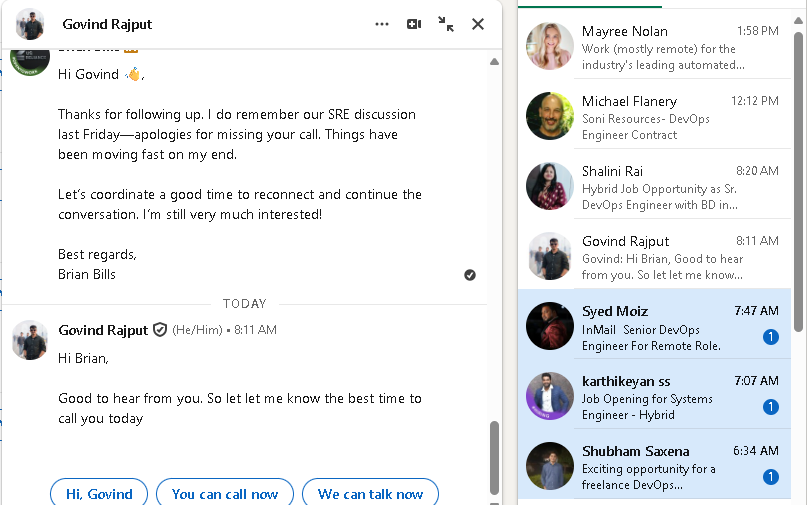 Govind Rajput
Brian Bills
Hi Govind 👋,
Thanks for following up. I do remember our SRE discussion
last Friday—apologies for missing your call. Things have
been moving fast on my end.
Let's coordinate a good time to reconnect and continue the
conversation. I'm still very much interested!
Best regards,
Brian Bills
TODAY
Govind Rajput (He/Him) • 8:11 AM
Hi Brian,
Good to hear from you. So let let me know the best time to
call you today
Hi, Govind
You can call now
We can talk now
Mayree Nolan 1:58 PM
Work (mostly remote) for the
industry's leading automated...
Michael Flanery 12:12 PM
Soni Resources- DevOps
Engineer Contract
Shalini Rai 8:20 AM
Hybrid Job Opportunity as Sr.
DevOps Engineer with BD in...
Govind Rajput 8:11 AM
Govind: Hi Brian, Good to hear
from you. So let let me know...
Syed Moiz 7:47 AM
InMail Senior DevOps
Engineer For Remote Role.
1
karthikeyan ss 7:07 AM
Job Opening for Systems
Engineer - Hybrid
1
Shubham Saxena 6:34 AM
Exciting opportunity for a
freelance DevOps...
1